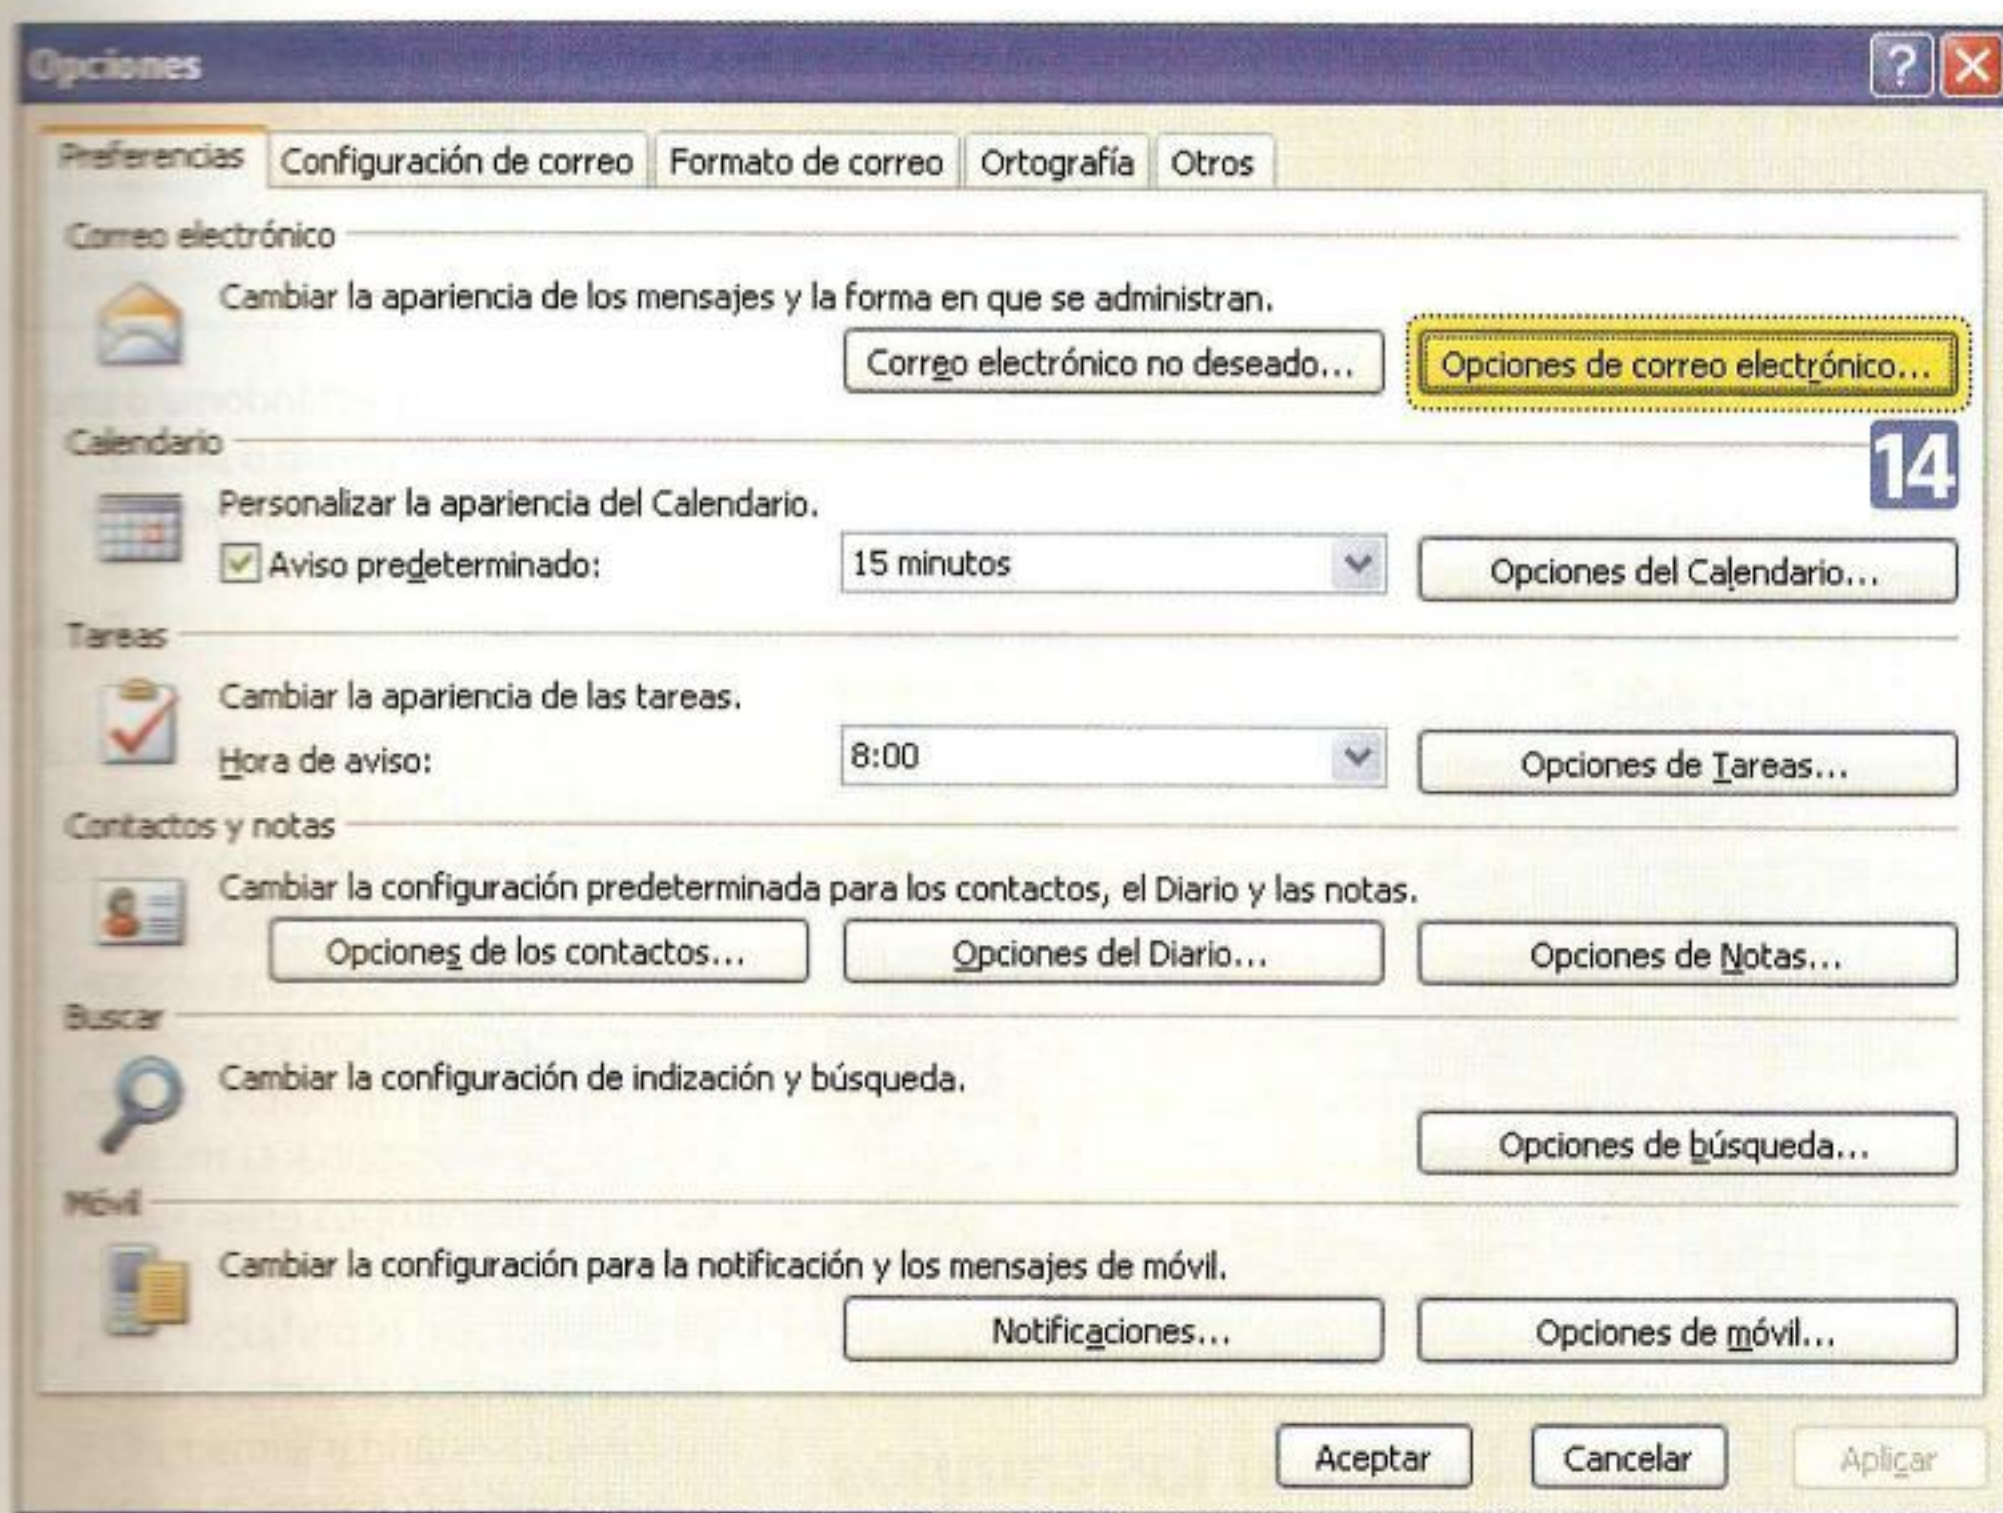 Opciones
Preferencias Configuración de correo Formato de correo Ortografía Otros
Correo electrónico
Cambiar la apariencia de los mensajes y la forma en que se administran.
Correo electrónico no deseado... Opciones de correo electrónico...
14
Calendario
Personalizar la apariencia del Calendario.
Aviso predeterminado: 15 minutos Opciones del Calendario...
Tareas
Cambiar la apariencia de las tareas.
Hora de aviso: 8:00 Opciones de Tareas...
Contactos y notas
Cambiar la configuración predeterminada para los contactos, el Diario y las notas.
Opciones de los contactos... Opciones del Diario... Opciones de Notas...
Buscar
Cambiar la configuración de indización y búsqueda.
Opciones de búsqueda...
Móvil
Cambiar la configuración para la notificación y los mensajes de móvil.
Notificaciones... Opciones de móvil...
Aceptar Cancelar Aplicar